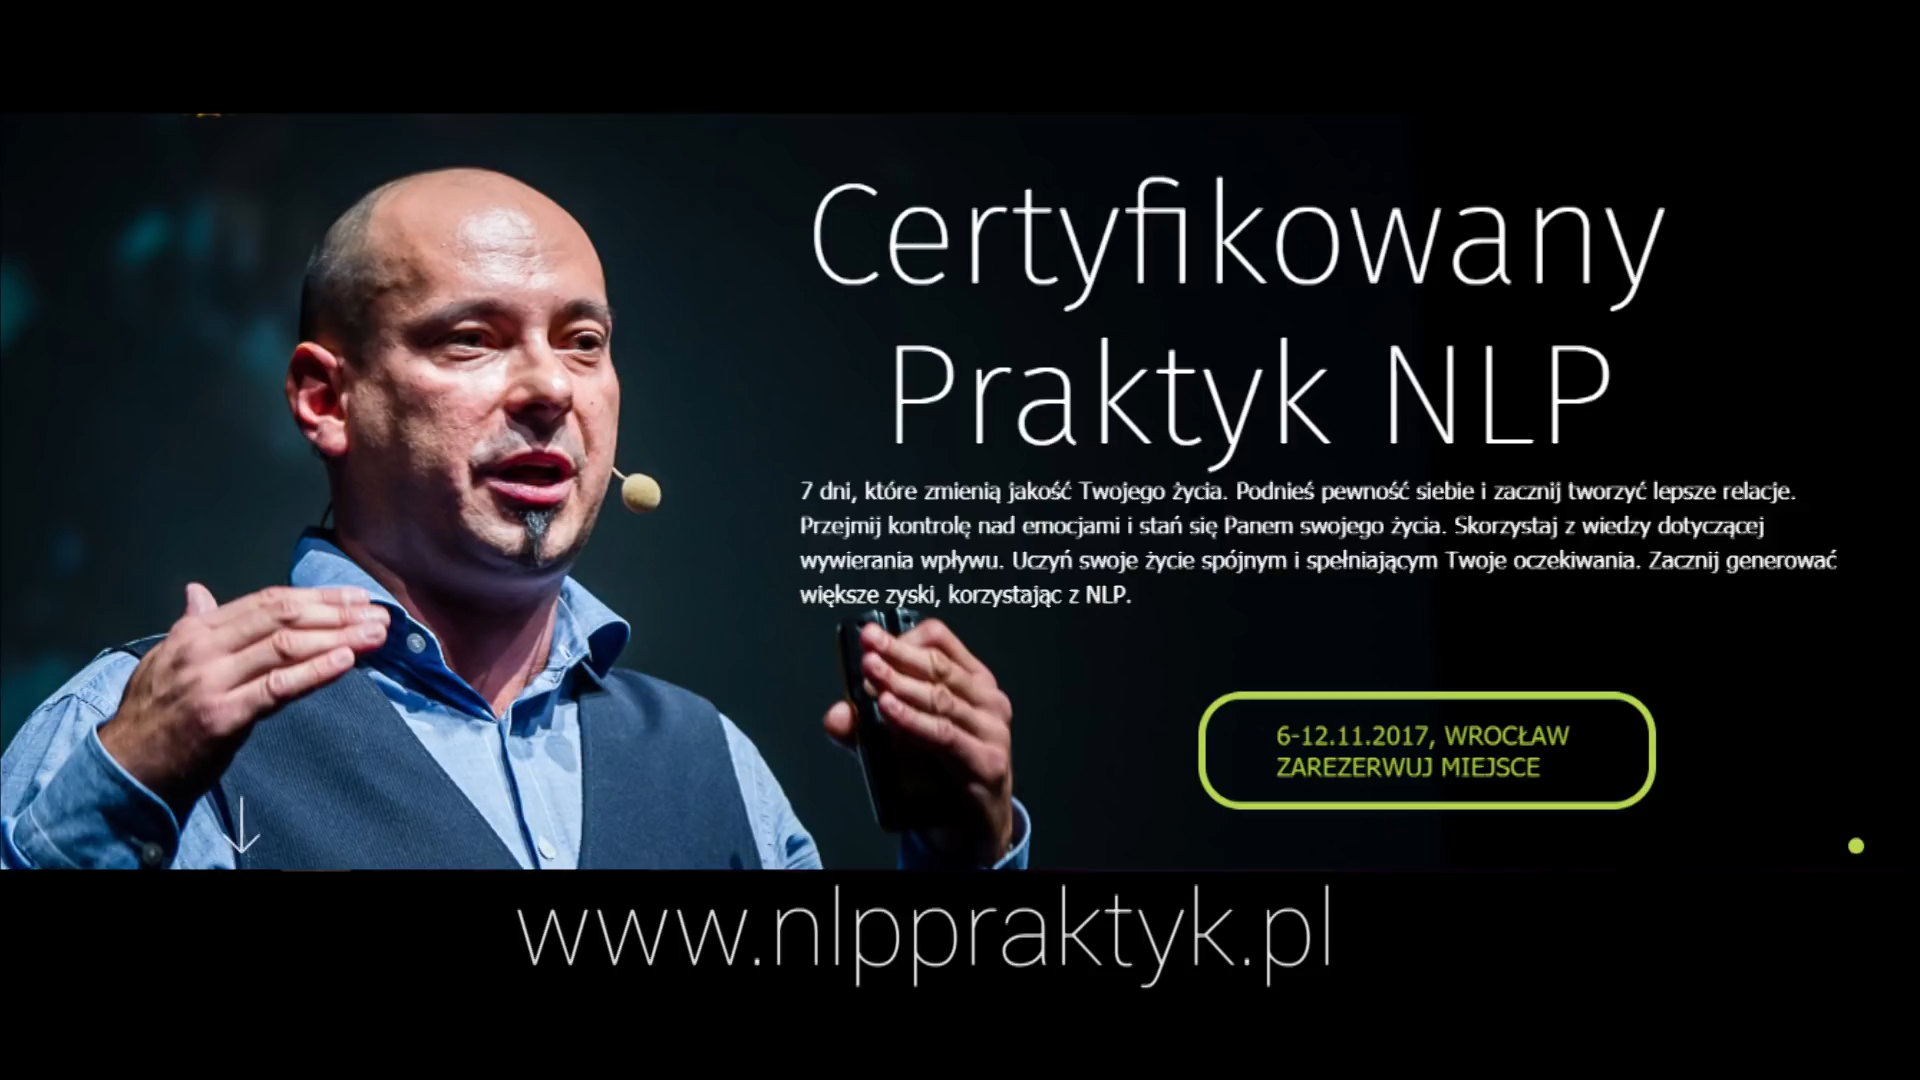 Certyfikowany
Praktyk NLP
7 dni, które zmienią jakość Twojego życia. Podnieś pewność siebie i zacznij tworzyć lepsze relacje.
Przejmij kontrolę nad emocjami i stań się Panem swojego życia. Skorzystaj z wiedzy dotyczącej
wywierania wpływu. Uczyń swoje życie spójnym i spełniającym Twoje oczekiwania. Zacznij generować
większe zyski, korzystając z NLP.
6-12.11.2017, WROCŁAW
ZAREZERWUJ MIEJSCE
www.nlppraktyk.pl